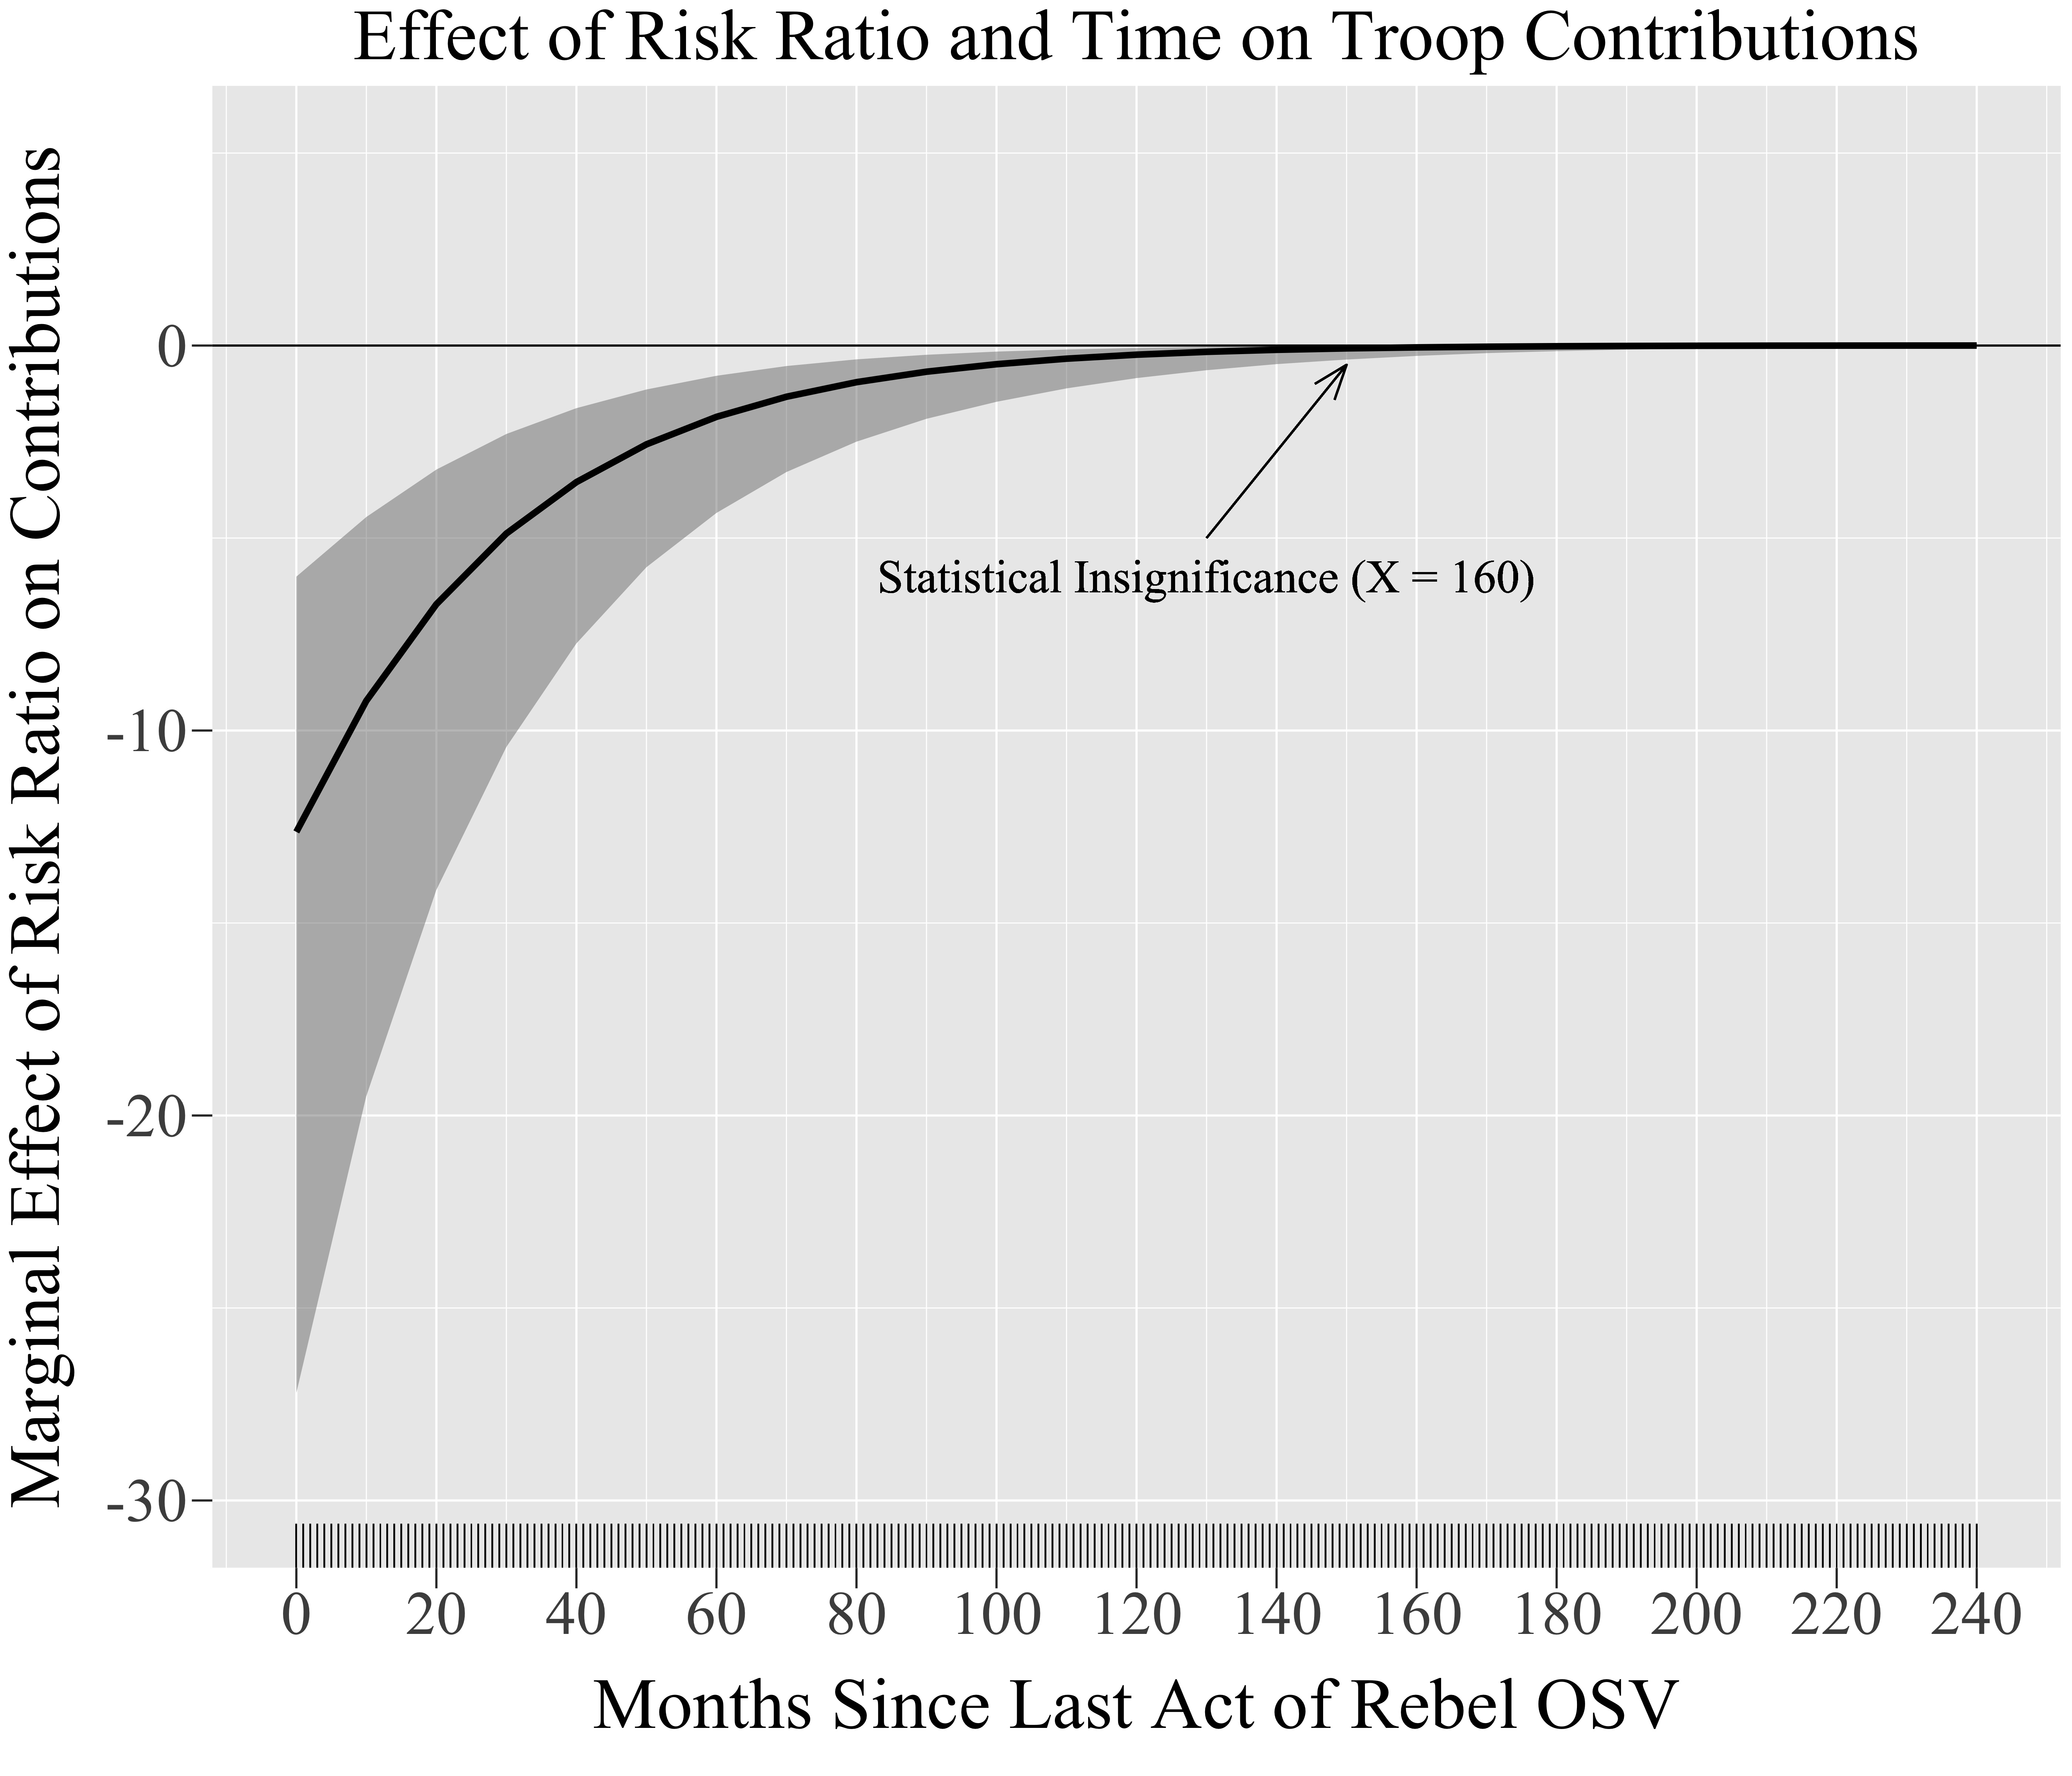 Effect of Risk Ratio and Time on Troop Contributions
Marginal Effect of Risk Ratio on Contributions
0
-10
-20
-30
Statistical Insignificance (X = 160)
0 20 40 60 80 100 120 140 160 180 200 220 240
Months Since Last Act of Rebel OSV